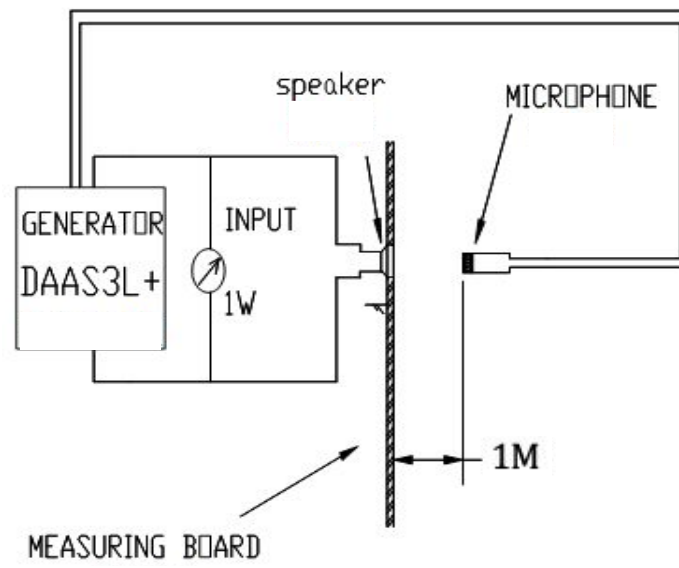 speaker
MICROPHONE
GENERATOR
DAAS3L+
INPUT
1W
1M
MEASURING BOARD